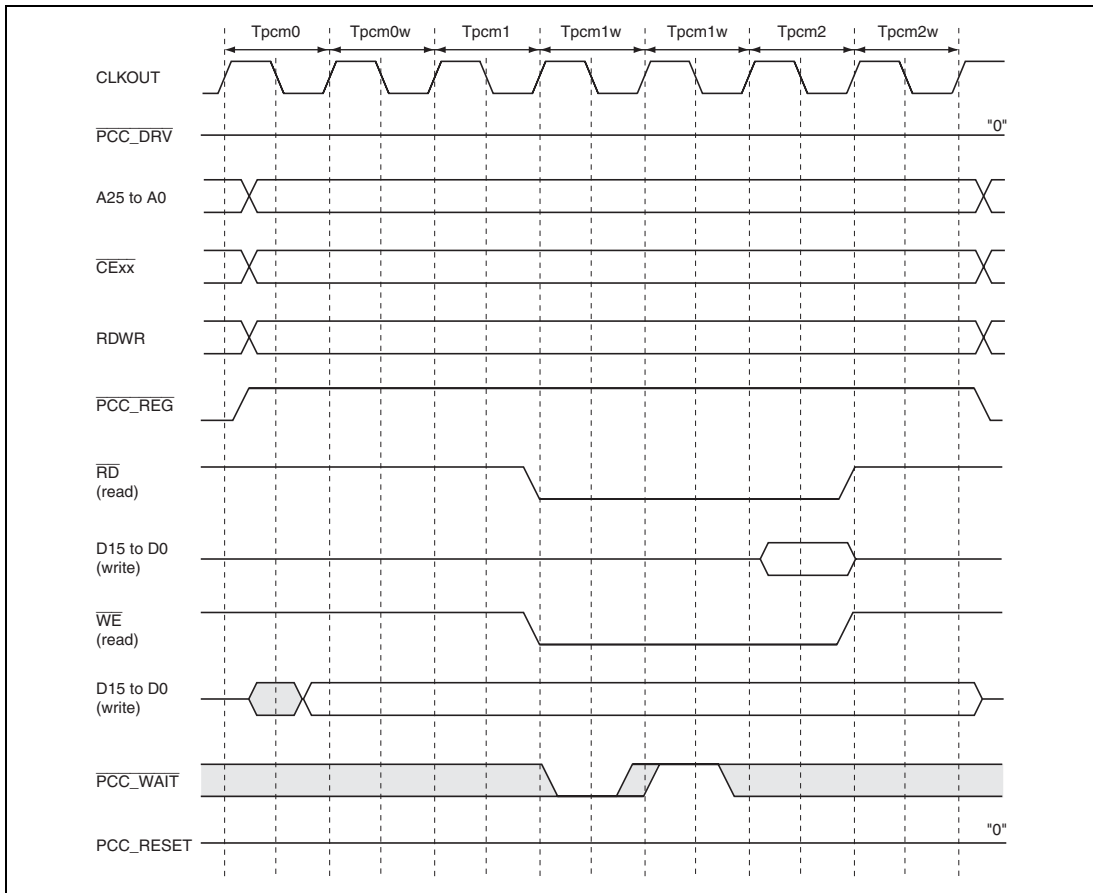 Tpcm0 Tpcm0w Tpcm1 Tpcm1w Tpcm1w Tpcm2 Tpcm2w
CLKOUT
PCC_DRV "0"
A25 to A0
CExx
RDWR
PCC_REG
RD
(read)
D15 to D0
(write)
WE
(read)
D15 to D0
(write)
PCC_WAIT
PCC_RESET "0"